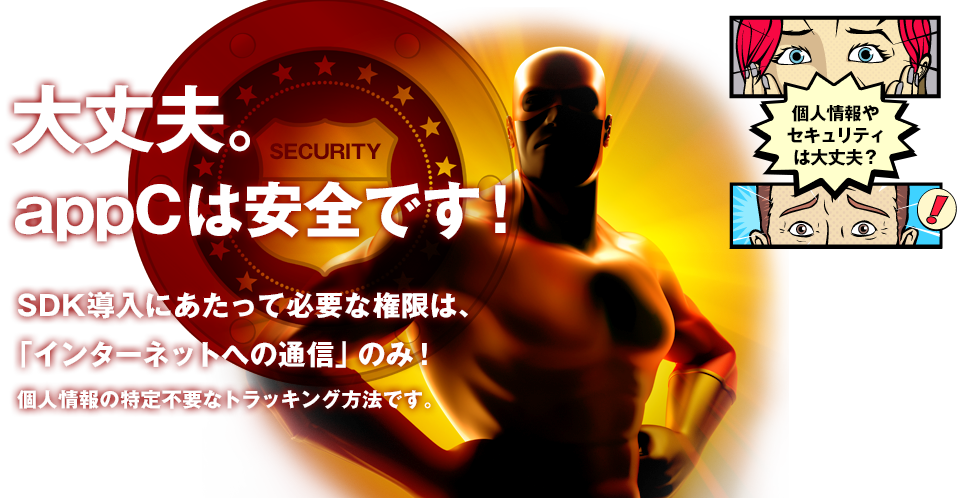 大丈夫。
SECURITY
appCは安全です!
SDK導入にあたって必要な権限は、
「インターネットへの通信」のみ!
個人情報の特定不要なトラッキング方法です。
個人情報や
セキュリティ
は大丈夫?
!